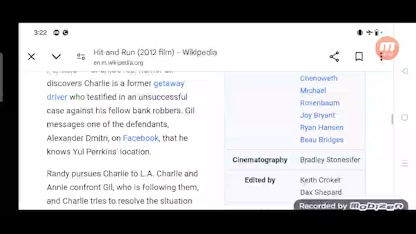 3:22
Hit and Run (2012 film) – Wikipedia
en.m.wikipedia.org
discovers Charlie is a former getaway
driver who testified in an unsuccessful
case against his fellow bank robbers. Gil
messages one of the defendants,
Alexander Dmitri, on Facebook, that he
knows Yul Perrkins' location.
Randy pursues Charlie to L.A. Charlie and
Annie confront Gil, who is following them,
and Charlie tries to resolve the situation
Chenoweth
Michael
Rosenbaum
Joy Bryant
Ryan Hansen
Beau Bridges
Cinematography Bradley Stonesifer
Edited by Keith Croket
Dax Shepard
Recorded by Mobizen